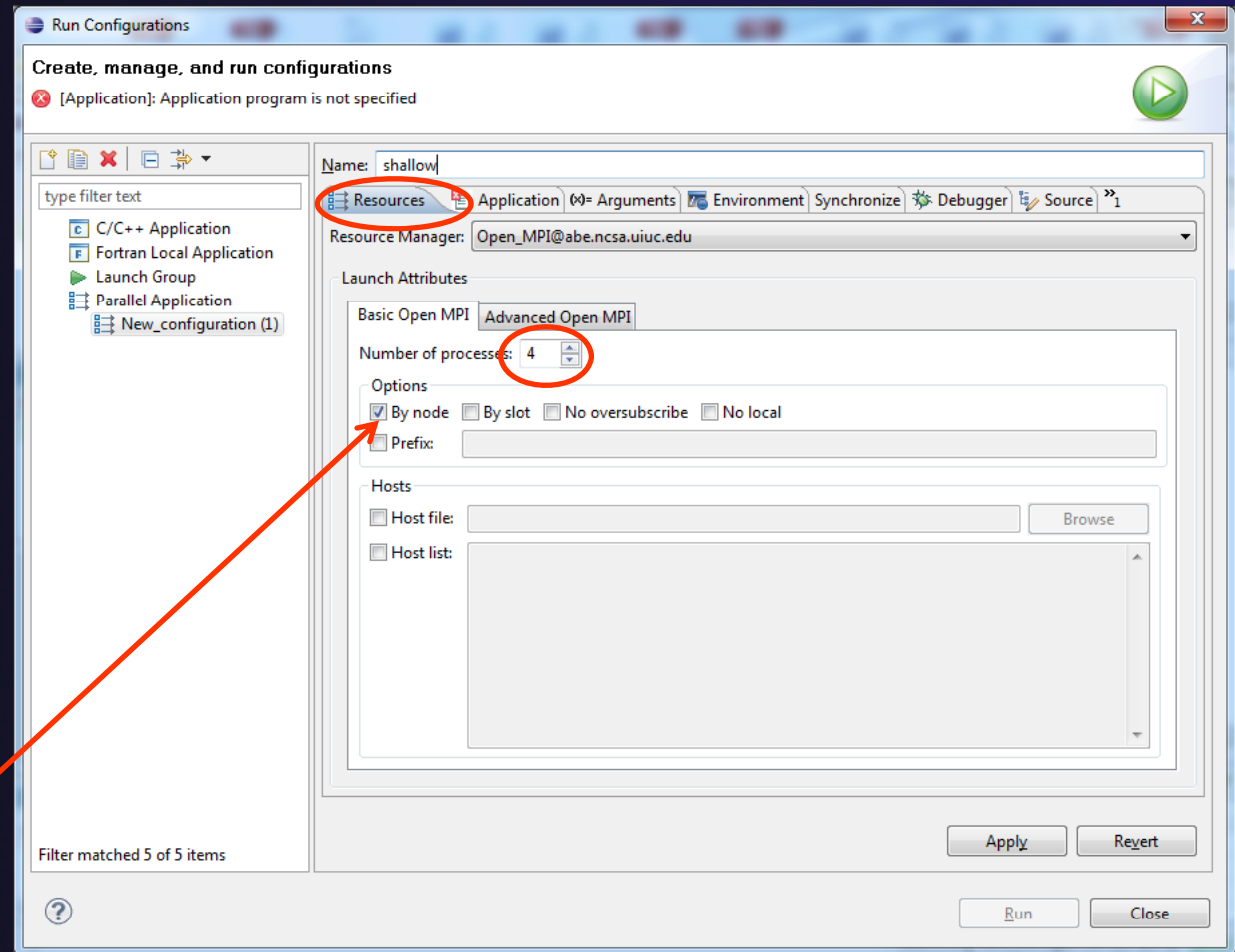 Run Configurations
Create, manage, and run configurations
[Application]: Application program is not specified
type filter text
C/C++ Application
Fortran Local Application
Launch Group
Parallel Application
New_configuration (1)
Filter matched 5 of 5 items
Name: shallow
Resources Application (x)= Arguments Environment Synchronize Debugger Source »1
Resource Manager: Open_MPI@abe.ncsa.uiuc.edu
Launch Attributes
Basic Open MPI Advanced Open MPI
Number of processes: 4
Options
By node By slot No oversubscribe No local
Prefix:
Hosts
Host file: Browse
Host list:
Apply Revert
Run Close